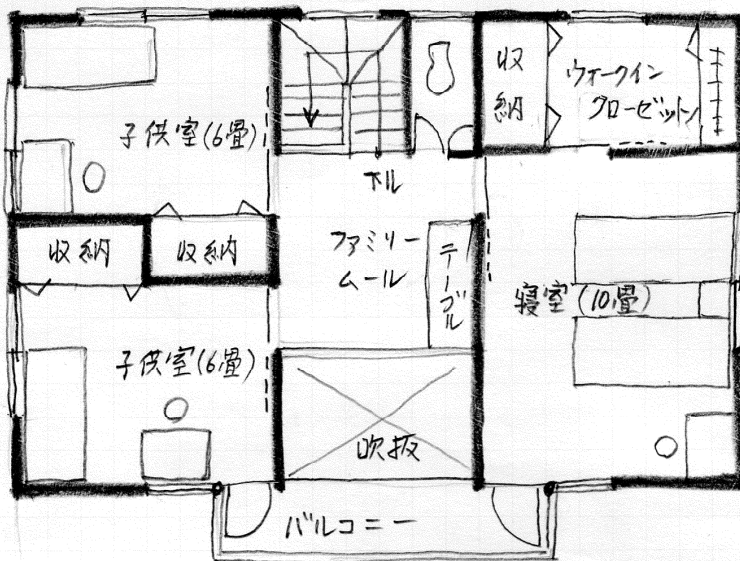 収納
ウォークイン
クローゼット
子供室(6畳)
下ル
収納
収納
ファミリー
ムール
テーブル
寝室(10畳)
子供室(6畳)
吹抜
バルコニー